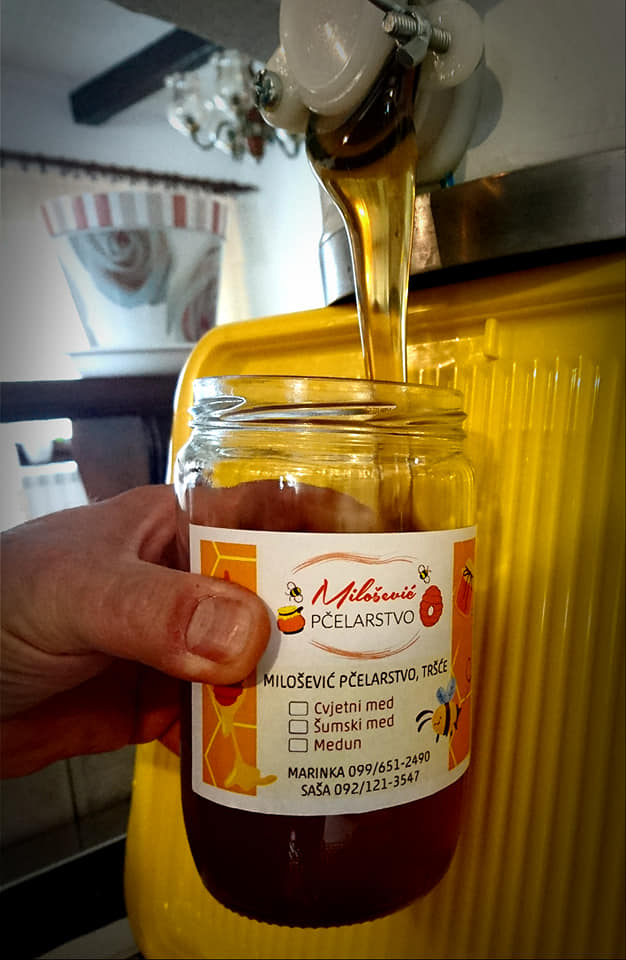 Milošević
PČELARSTVO
MILOŠEVIĆ PČELARSTVO, TRŠĆE
Cvjetni med
Šumski med
Medun
MARINKA 099/651-2490
SAŠA 092/121-3547